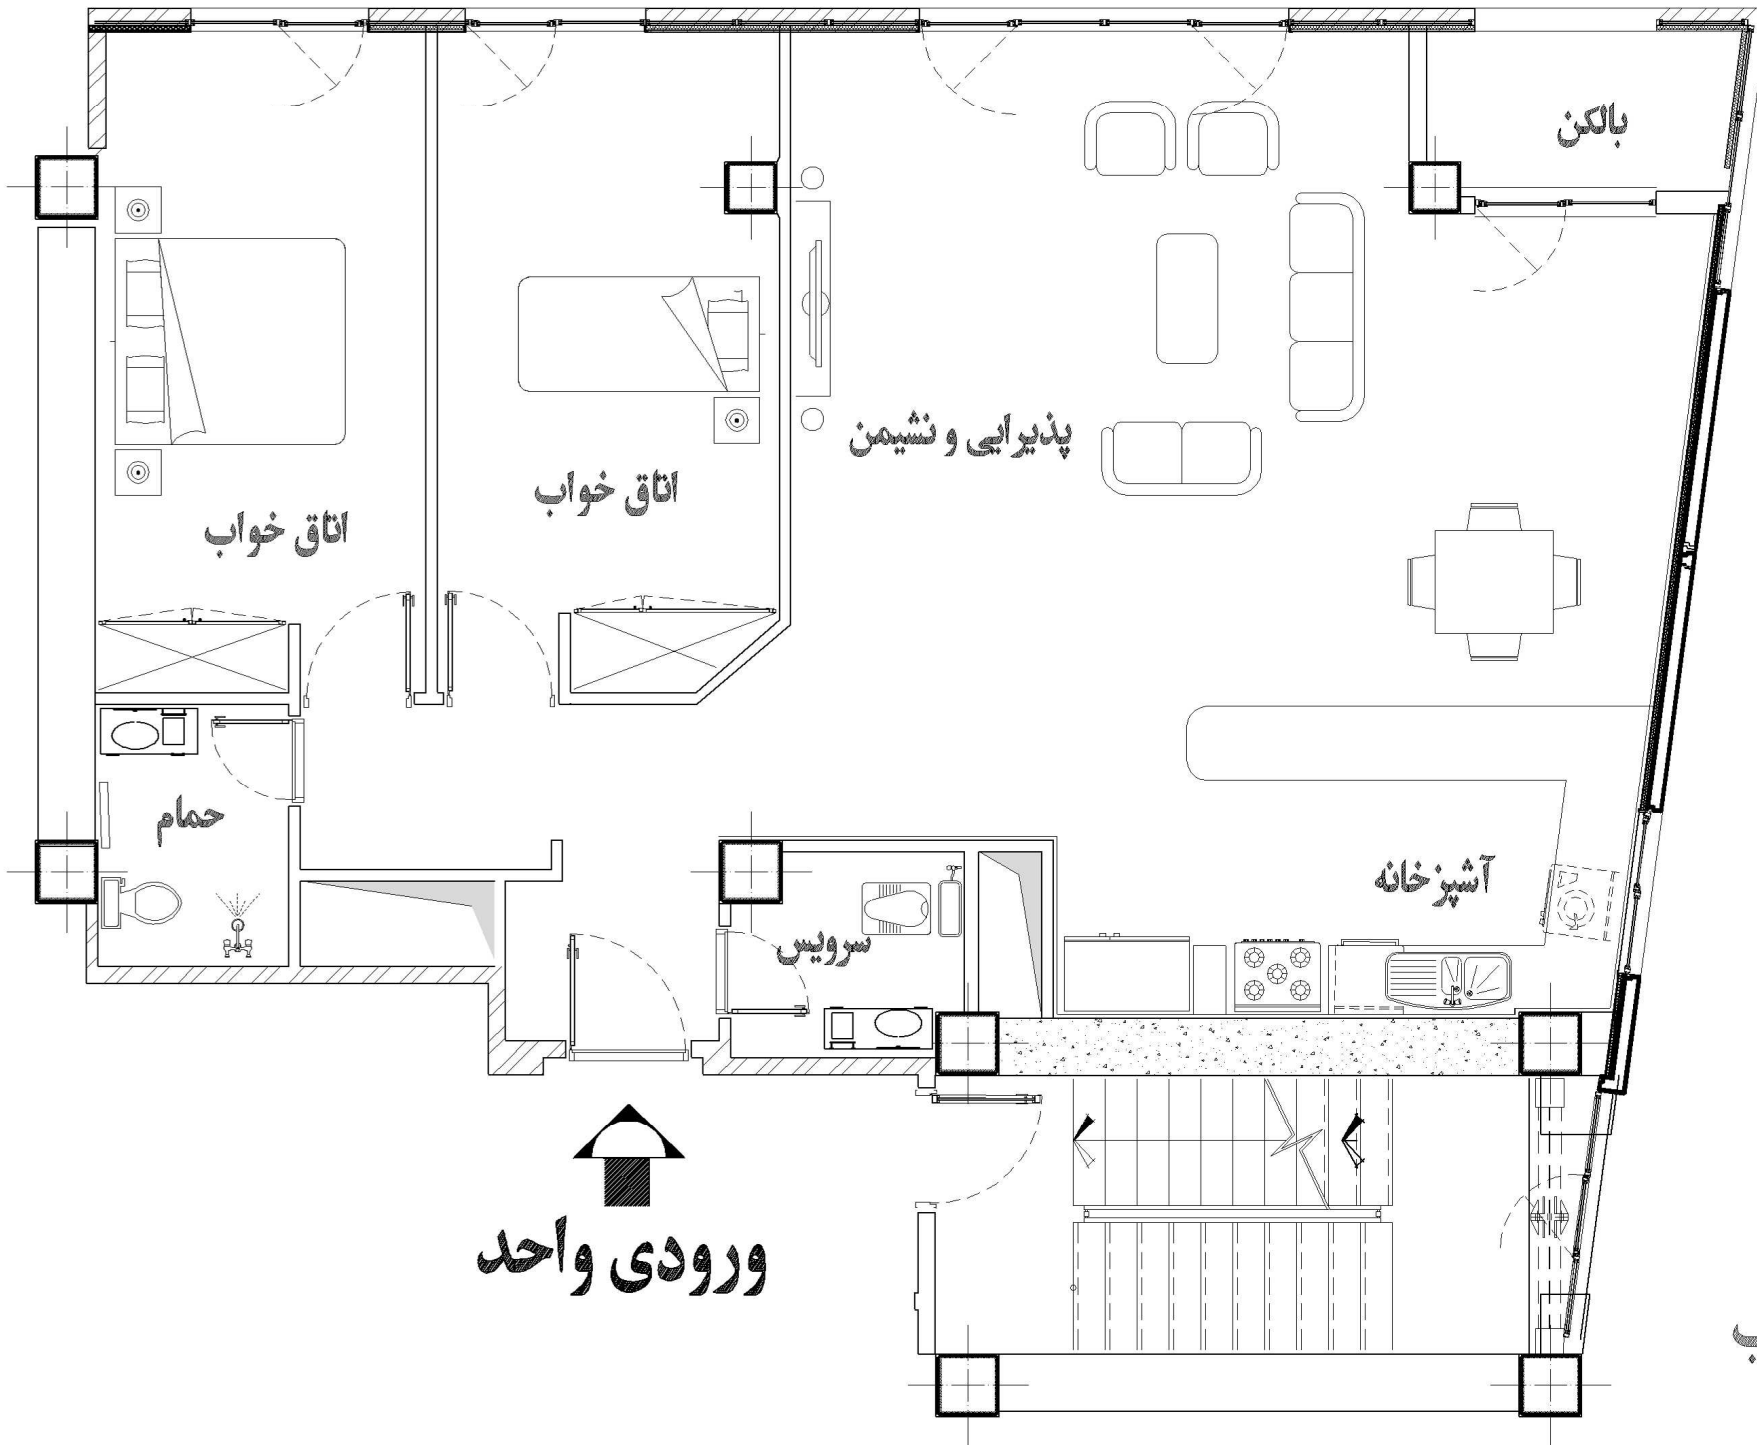 بالکن
پذیرایی و نشیمن
اتاق خواب
اتاق خواب
حمام
آشپزخانه
سرویس
ورودی واحد